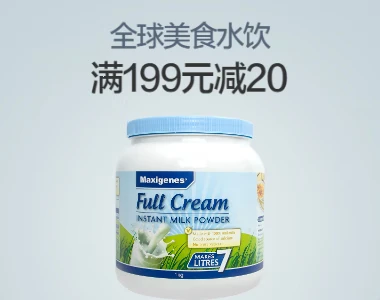 全球美食水饮
满199元减20
Maxigenes
Full Cream
INSTANT MILK POWDER
MAKES
7
LITRES
1kg